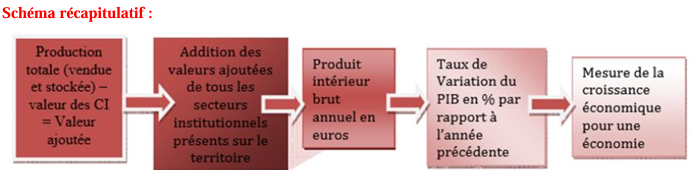 Schéma récapitulatif :
Production
totale (vendue
et stockée) –
valeur des CI
= Valeur
ajoutée
Addition des
valeurs ajoutées
de tous les
secteurs
institutionnels
présents sur le
territoire
Produit
intérieur
brut
annuel en
euros
Taux de
Variation du
PIB en % par
rapport à
l'année
précédente
Mesure de la
croissance
économique
pour une
économie